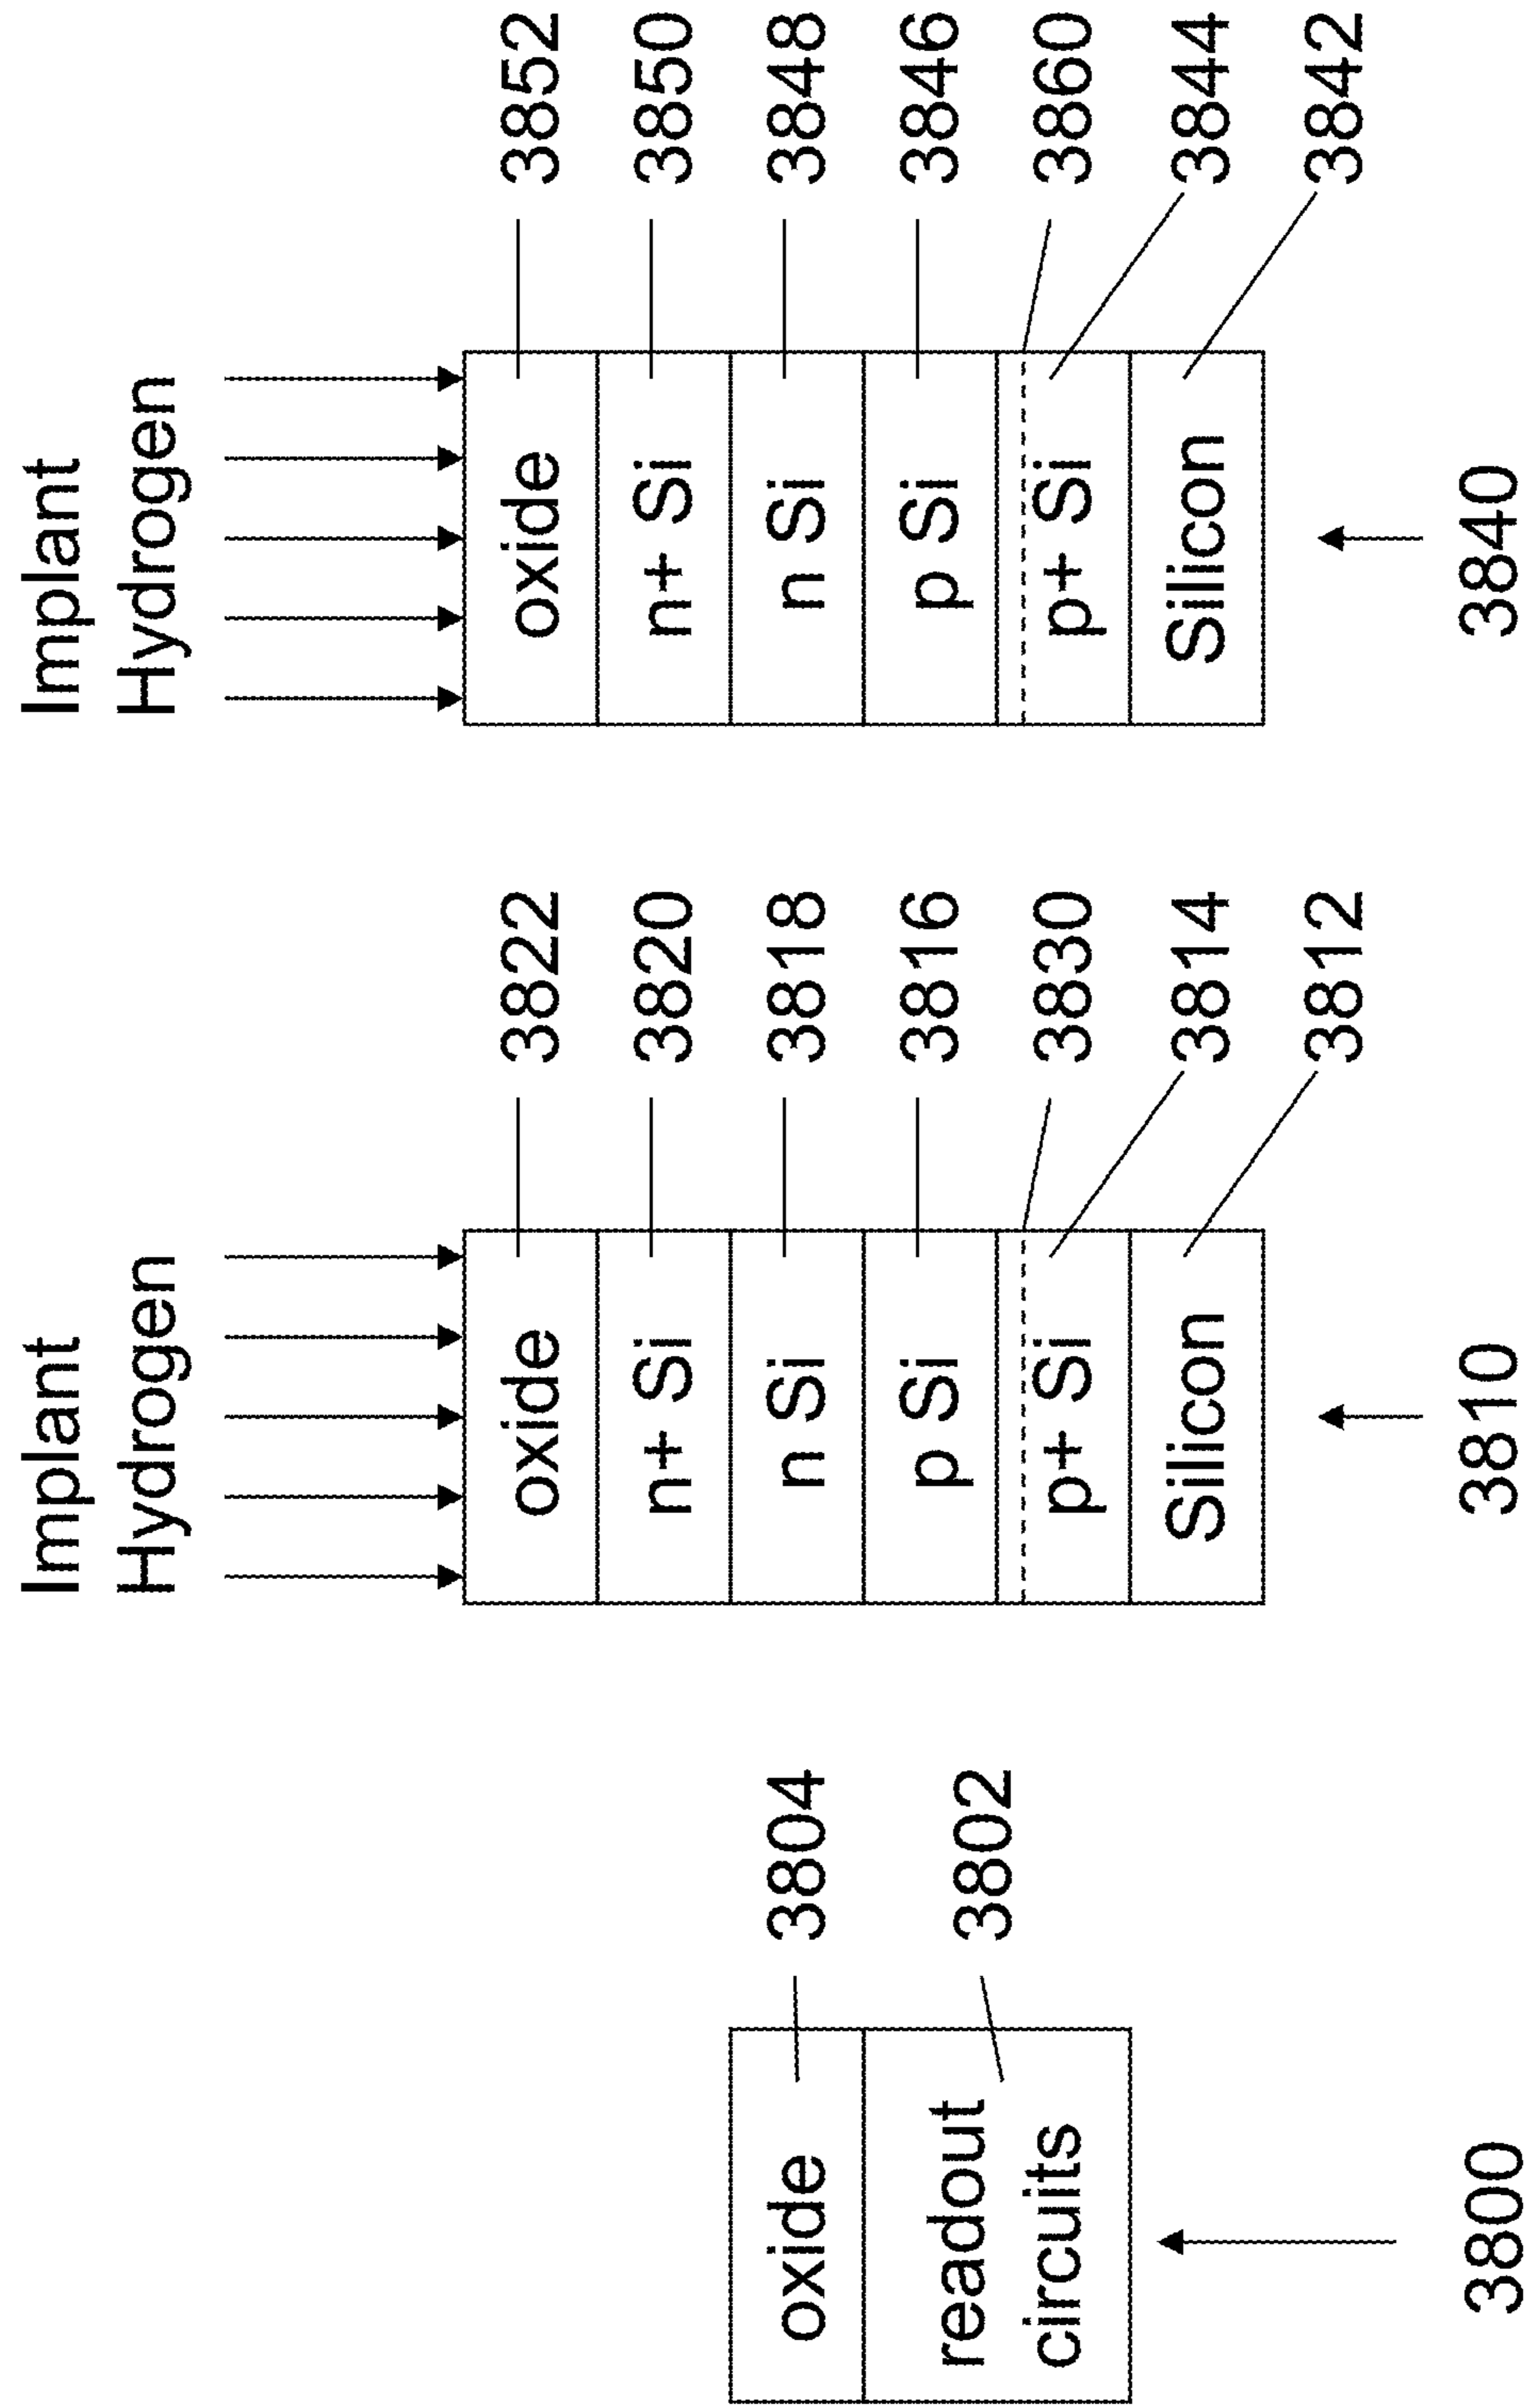 oxide
3804
readout
circuits
3802
3800
Implant
Hydrogen
oxide
3822
n+ Si
3820
n Si
3818
p Si
3816
3830
p+ Si
3814
Silicon
3812
3810
Implant
Hydrogen
oxide
3852
n+ Si
3850
n Si
3848
p Si
3846
3860
p+ Si
3844
Silicon
3842
3840